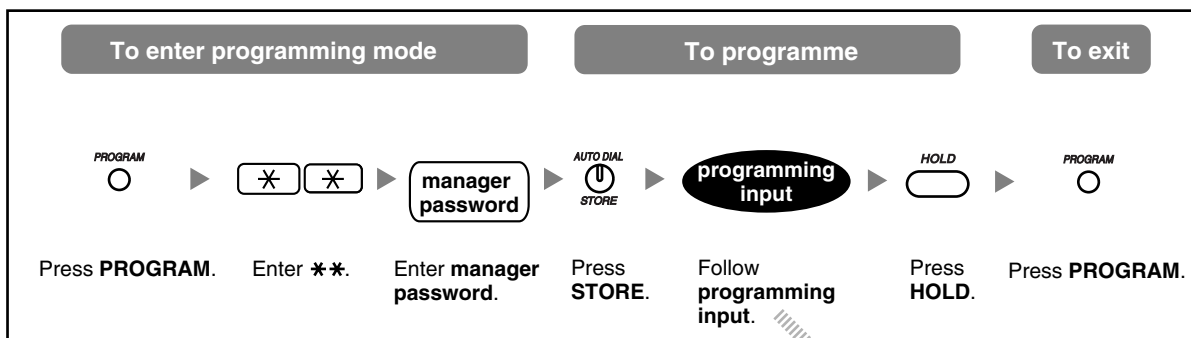 To enter programming mode
To programme
To exit
PROGRAM
manager
password
AUTO DIAL
STORE
programming
input
HOLD
PROGRAM
Press PROGRAM.
Enter ✱✱.
Enter manager
password.
Press
STORE.
Follow
programming
input.
Press
HOLD.
Press PROGRAM.